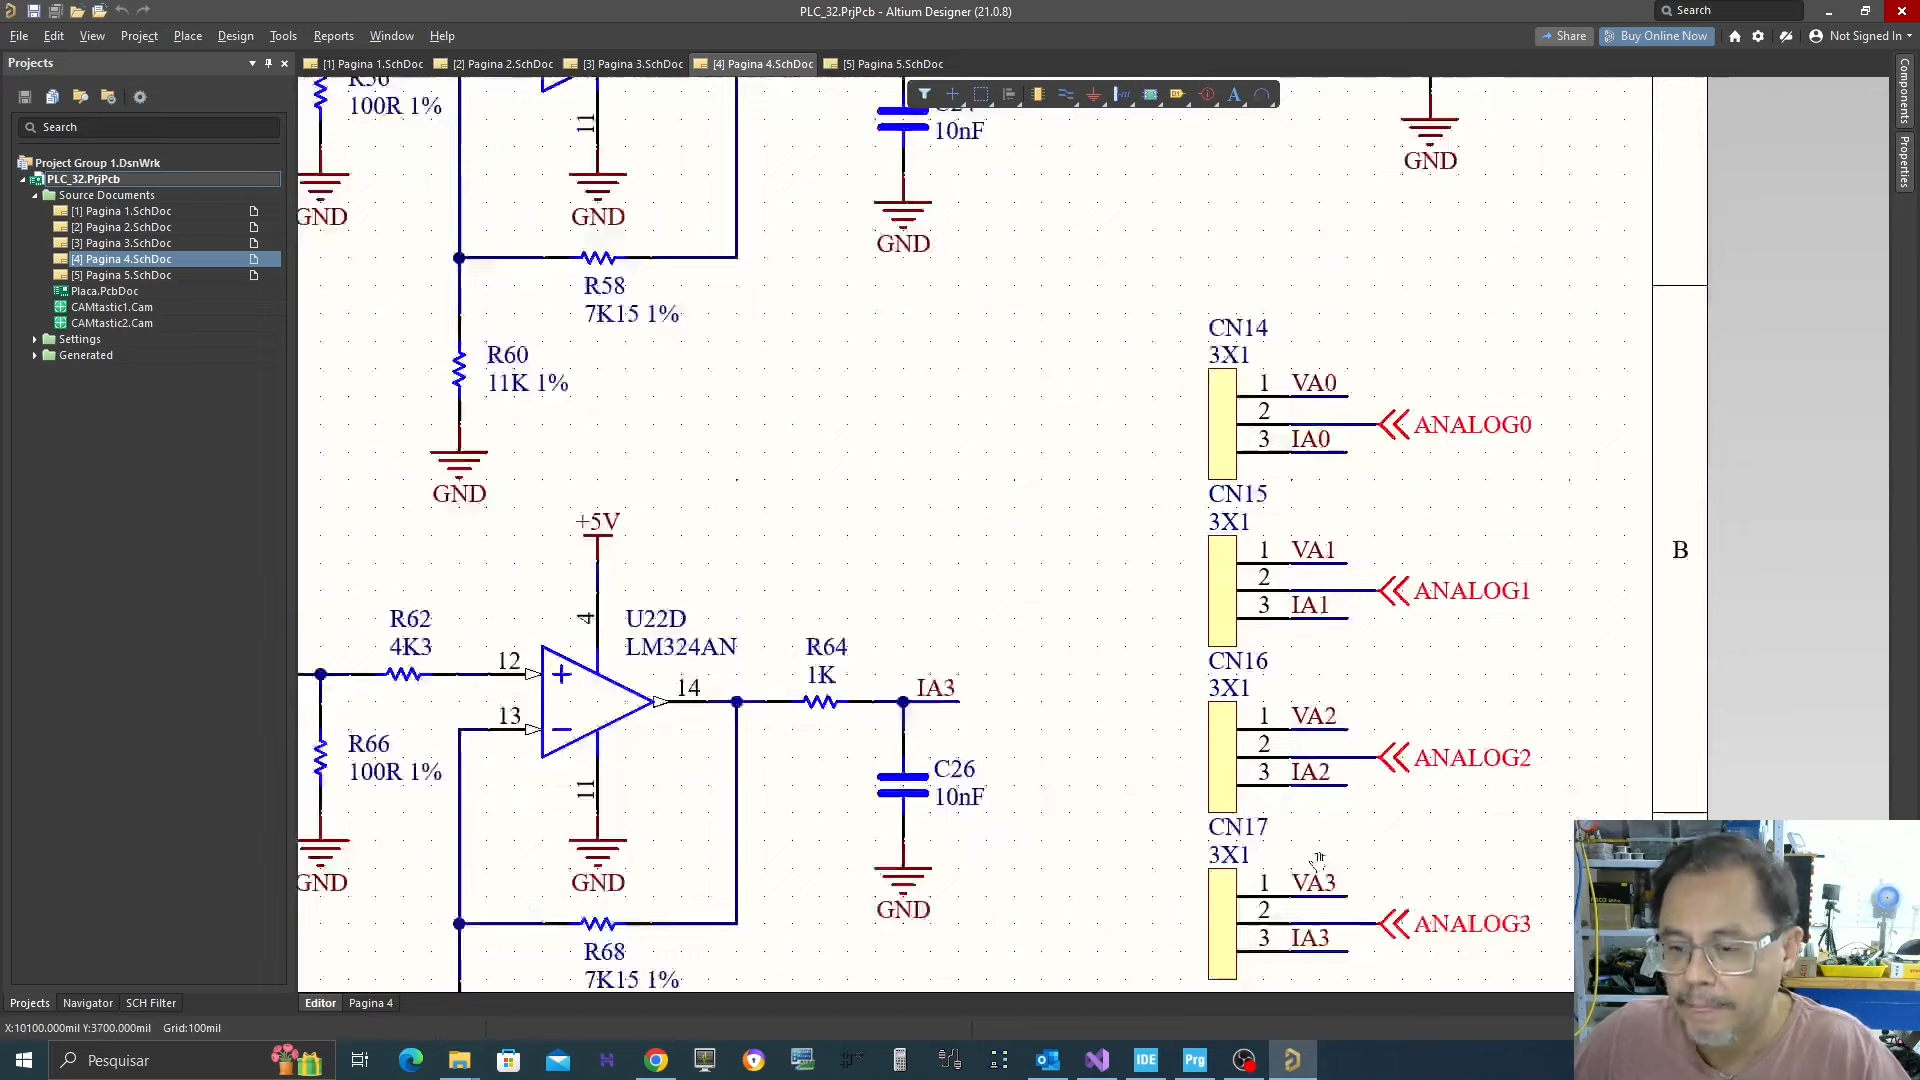 PLC_32.PrjPcb - Altium Designer (21.0.8)
Search
File Edit View Project Place Design Tools Reports Window Help
Share
Buy Online Now
Not Signed In
Projects
[1] Pagina 1.SchDoc
[2] Pagina 2.SchDoc
[3] Pagina 3.SchDoc
[4] Pagina 4.SchDoc
[5] Pagina 5.SchDoc
Search
Project Group 1.DsnWrk
PLC_32.PrjPcb
Source Documents
[1] Pagina 1.SchDoc
[2] Pagina 2.SchDoc
[3] Pagina 3.SchDoc
[4] Pagina 4.SchDoc
[5] Pagina 5.SchDoc
Placa.PcbDoc
CAMtastic1.Cam
CAMtastic2.Cam
Settings
Generated
Components
Properties
R56
100R 1%
GND
11
GND
10nF
GND
GND
R58
7K15 1%
R60
11K 1%
GND
+5V
4
U22D
LM324AN
R62
4K3
12
13
14
11
GND
R64
1K
IA3
R66
100R 1%
GND
C26
10nF
GND
R68
7K15 1%
CN14
3X1
1 VA0
2 ANALOG0
3 IA0
CN15
3X1
1 VA1
2 ANALOG1
3 IA1
CN16
3X1
1 VA2
2 ANALOG2
3 IA2
CN17
3X1
1 VA3
2 ANALOG3
3 IA3
B
Projects Navigator SCH Filter
Editor Pagina 4
X:10100.000mil Y:3700.000mil Grid:100mil
Pesquisar
IDE
Prg